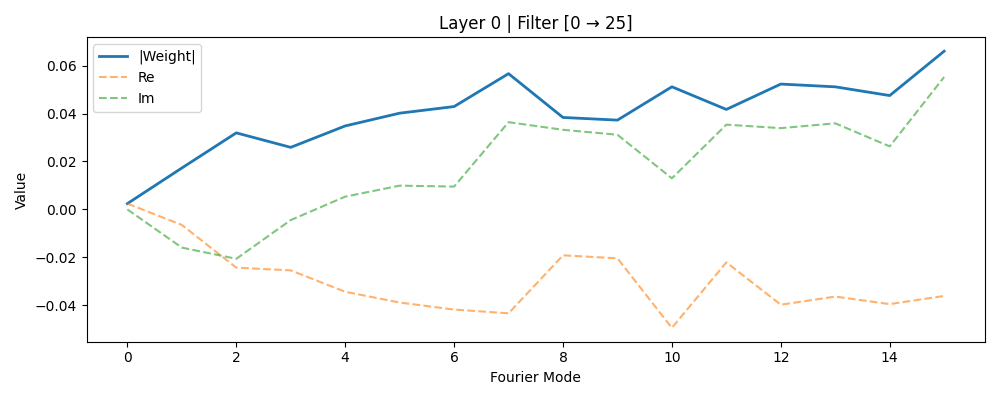 Layer 0 | Filter [0 → 25]
|Weight|
Re
Im
Value
0.06
0.04
0.02
0.00
−0.02
−0.04
0 2 4 6 8 10 12 14
Fourier Mode